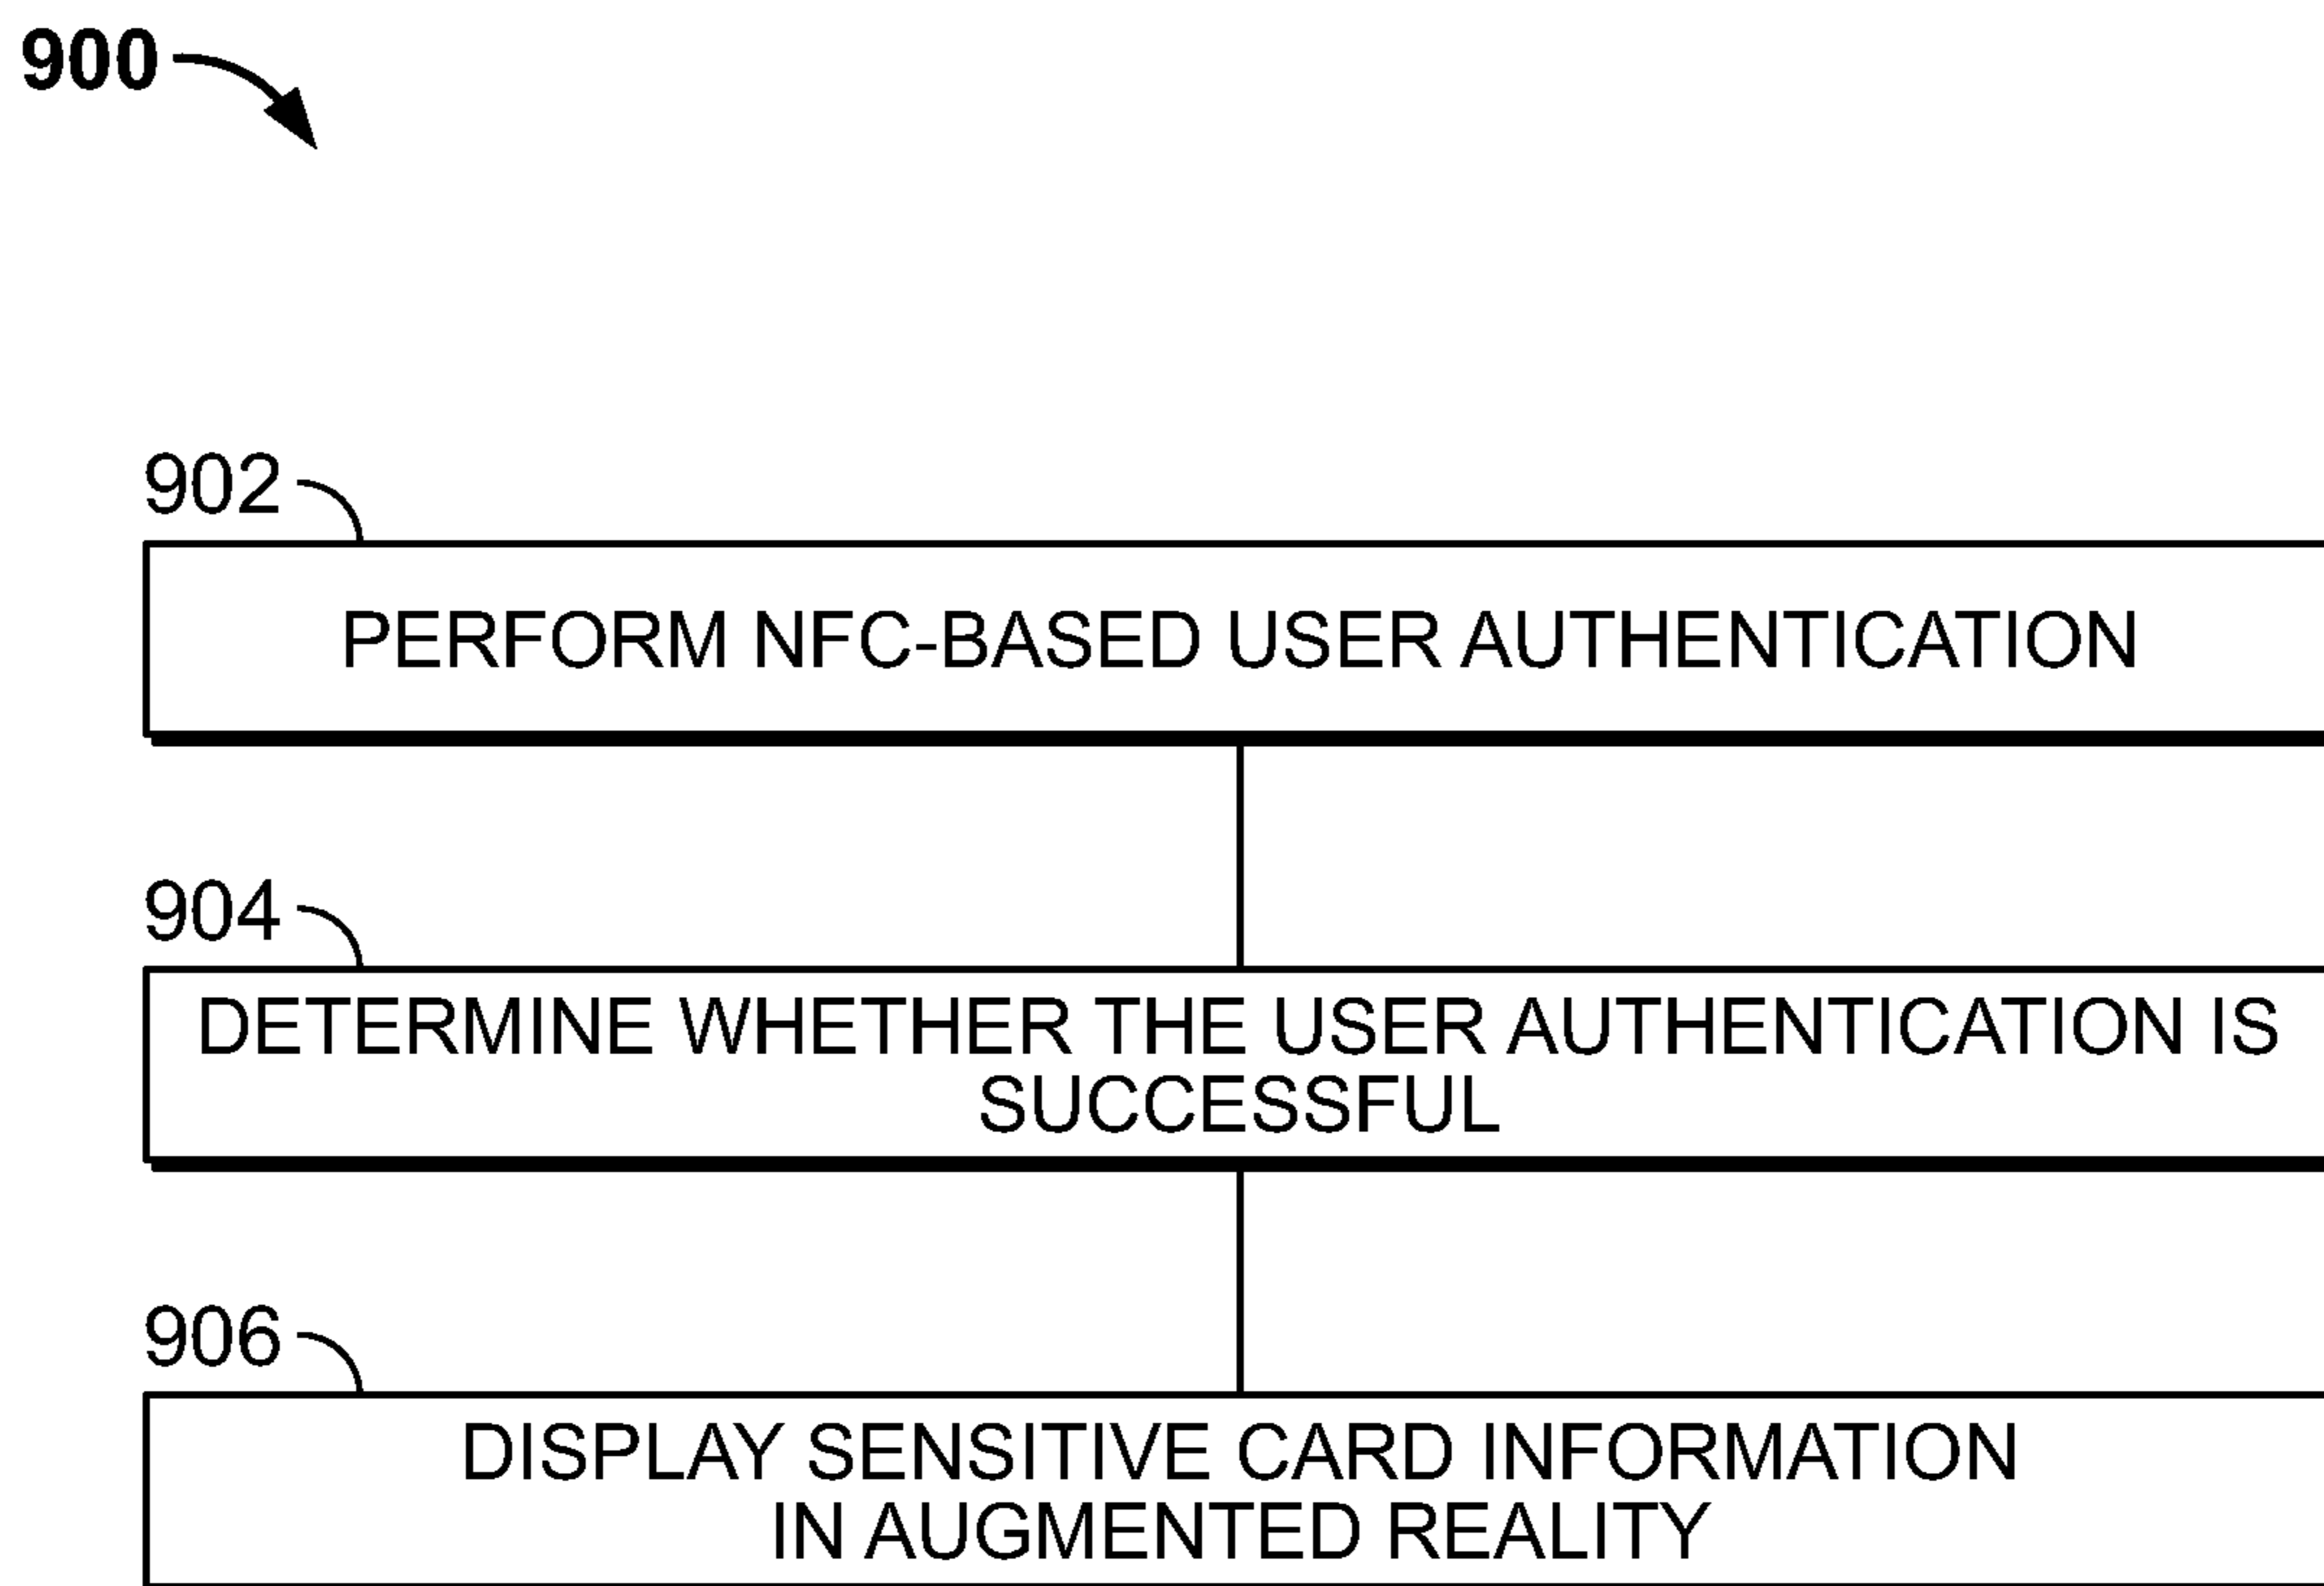 900
902
PERFORM NFC-BASED USER AUTHENTICATION
904
DETERMINE WHETHER THE USER AUTHENTICATION IS
SUCCESSFUL
906
DISPLAY SENSITIVE CARD INFORMATION
IN AUGMENTED REALITY